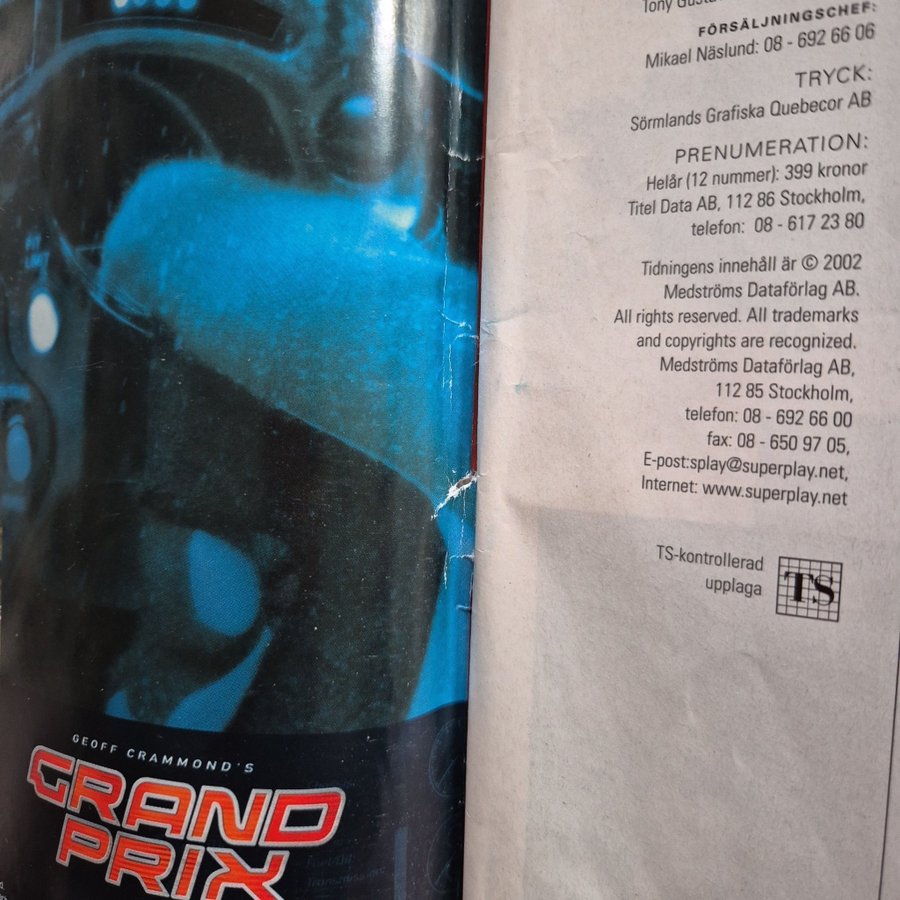 GEOFF CRAMMOND'S
GRAND
PRIX
Tony
FÖRSÄLJNINGSCHEF:
Mikael Näslund: 08 - 692 66 06
TRYCK:
Sörmlands Grafiska Quebecor AB
PRENUMERATION:
Helår (12 nummer): 399 kronor
Titel Data AB, 112 86 Stockholm,
telefon: 08 - 617 23 80
Tidningens innehåll är © 2002
Medströms Dataförlag AB.
All rights reserved. All trademarks
and copyrights are recognized.
Medströms Dataförlag AB,
112 85 Stockholm,
telefon: 08 - 692 66 00
fax: 08 - 650 97 05,
E-post:splay@superplay.net,
Internet: www.superplay.net
TS-kontrollerad
upplaga
TS